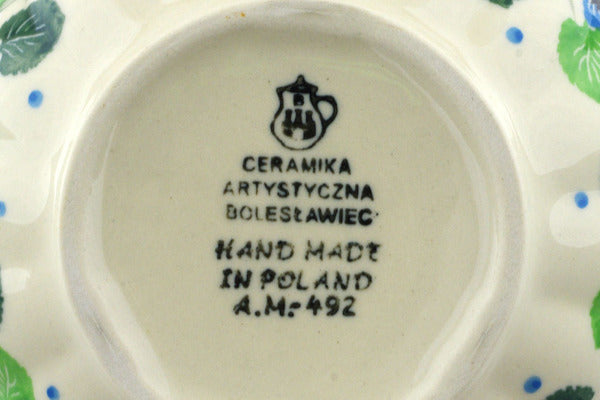 B
CERAMIKA
ARTYSTYCZNA
BOLESŁAWIEC
HAND MADE
IN POLAND
A.M.-492